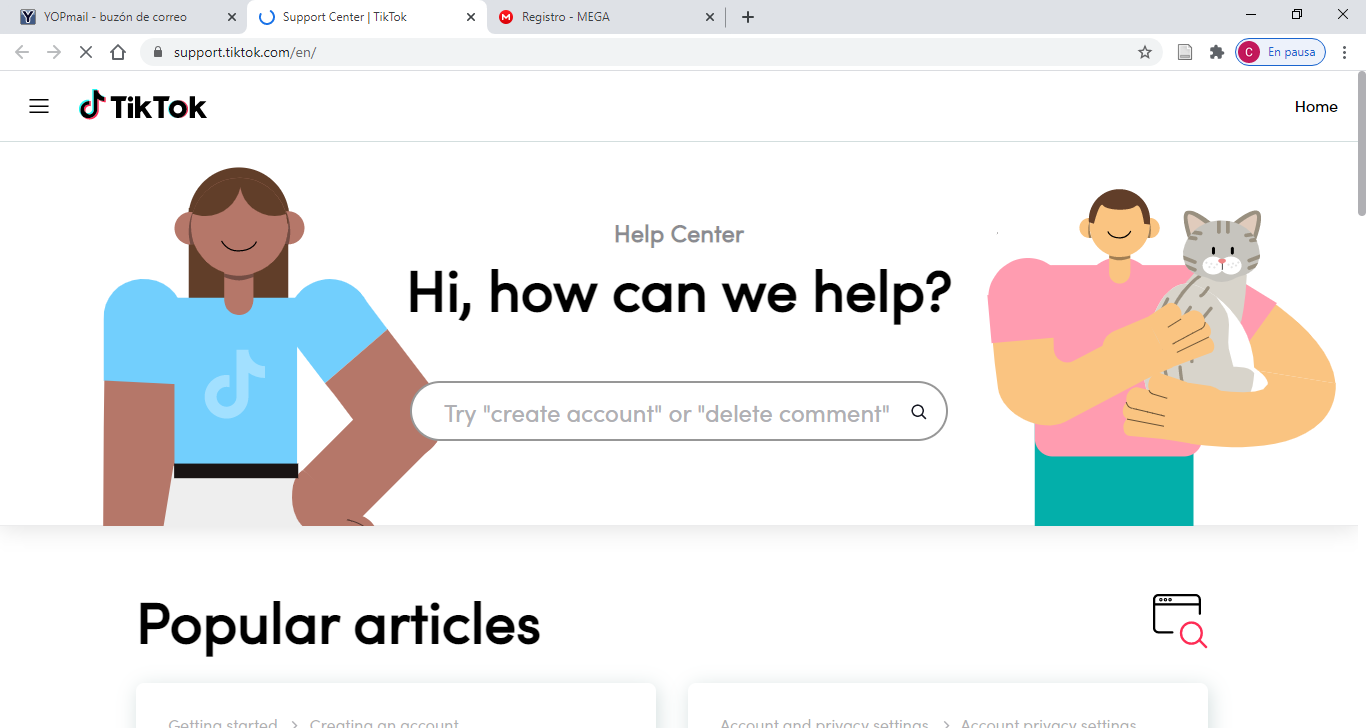 YOPmail - buzón de correo
Support Center | TikTok
Registro - MEGA
support.tiktok.com/en/
C
En pausa
TikTok
Home
Help Center
Hi, how can we help?
Try "create account" or "delete comment"
Popular articles
Getting started > Creating an account
Account and privacy settings > Account privacy settings